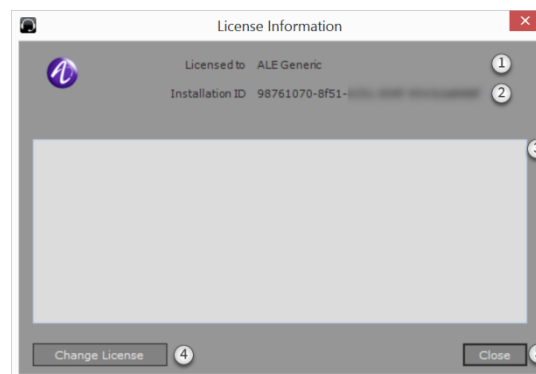 License Information
Licensed to ALE Generic 1
Installation ID 98761070-8f51- 2
Change License 4
Close